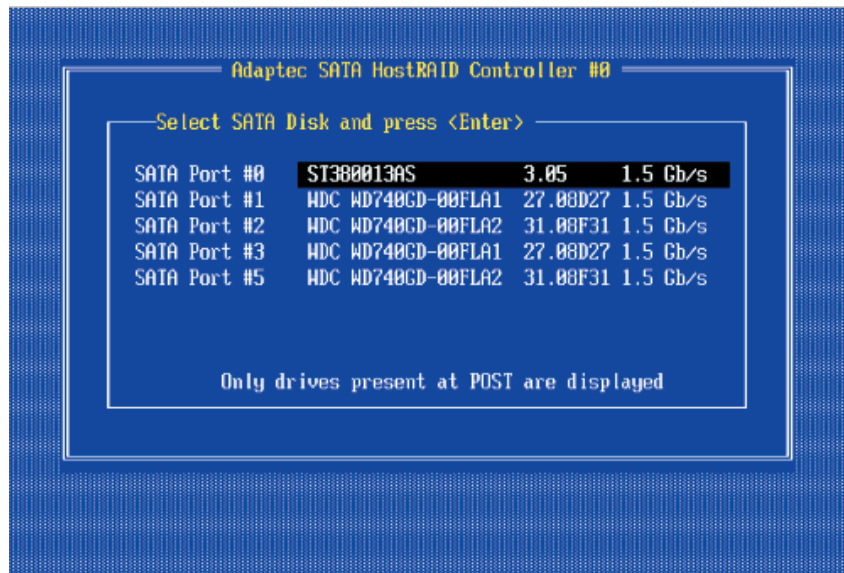 Adaptec SATA HostRAID Controller #0
Select SATA Disk and press <Enter>
SATA Port #0 ST380013AS 3.05 1.5 Gb/s
SATA Port #1 WDC WD740GD-00FLA1 27.08D27 1.5 Gb/s
SATA Port #2 WDC WD740GD-00FLA2 31.08F31 1.5 Gb/s
SATA Port #3 WDC WD740GD-00FLA1 27.08D27 1.5 Gb/s
SATA Port #5 WDC WD740GD-00FLA2 31.08F31 1.5 Gb/s
Only drives present at POST are displayed